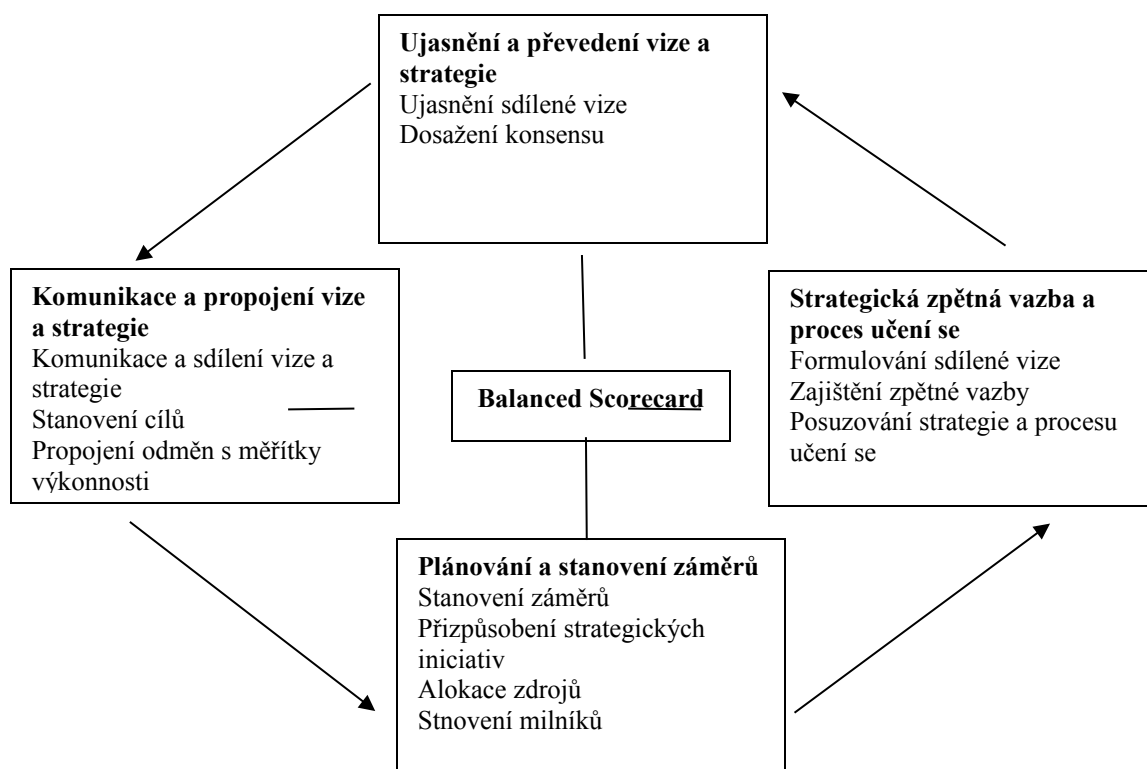 Ujasnění a převedení vize a
strategie
Ujasnění sdílené vize
Dosažení konsensu
Komunikace a propojení vize
a strategie
Komunikace a sdílení vize a
strategie
Stanovení cílů
Propojení odměn s měřítky
výkonnosti
Balanced Scorecard
Strategická zpětná vazba a
proces učení se
Formulování sdílené vize
Zajištění zpětné vazby
Posuzování strategie a procesu
učení se
Plánování a stanovení záměrů
Stanovení záměrů
Přizpůsobení strategických
iniciativ
Alokace zdrojů
Stnovení milníků